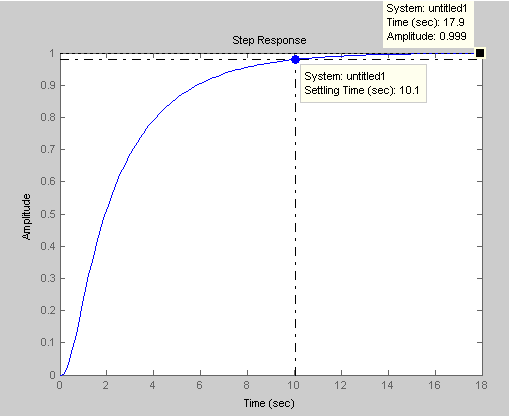 System: untitled1
Time (sec): 17.9
Amplitude: 0.999
Step Response
System: untitled1
Settling Time (sec): 10.1
Amplitude
1
0.9
0.8
0.7
0.6
0.5
0.4
0.3
0.2
0.1
0
0 2 4 6 8 10 12 14 16 18
Time (sec)